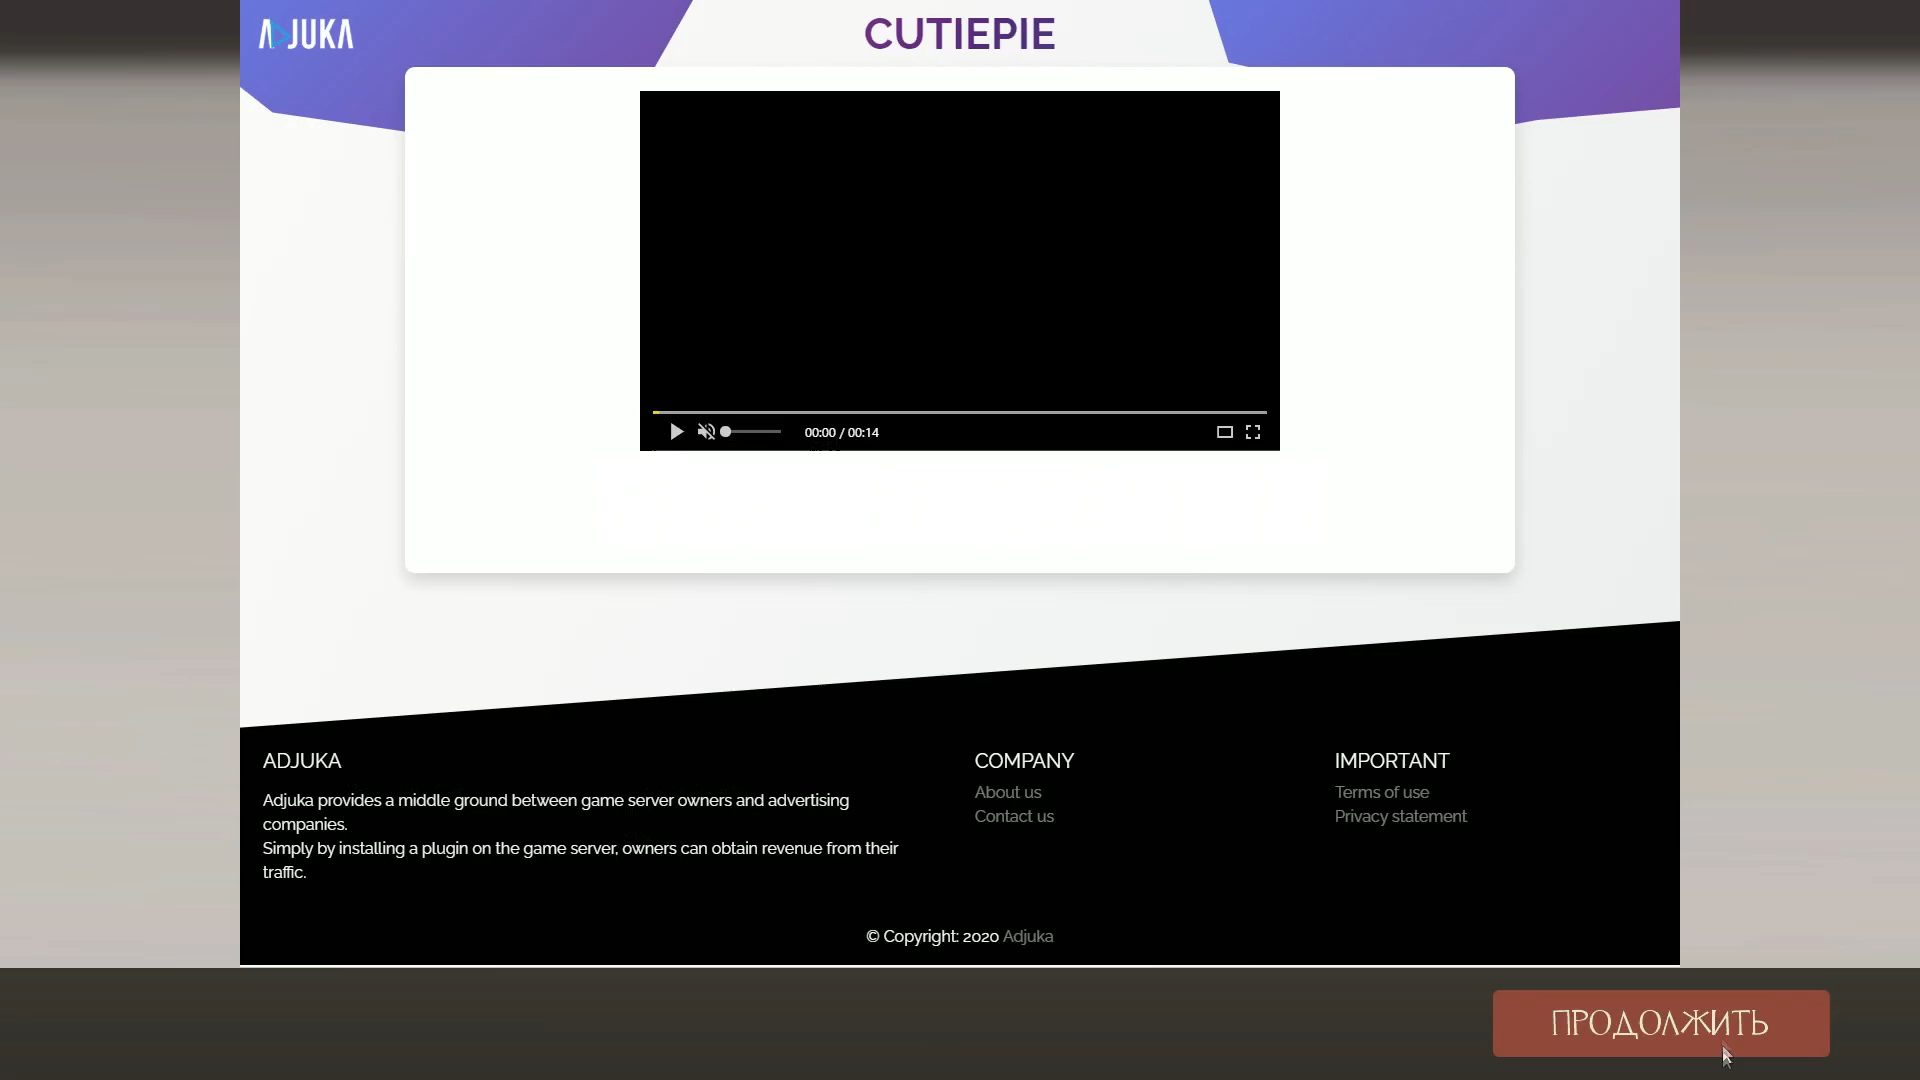 ADJUKA
CUTIEPIE
00:00 / 00:14
ADJUKA
Adjuka provides a middle ground between game server owners and advertising
companies.
Simply by installing a plugin on the game server, owners can obtain revenue from their
traffic.
COMPANY
About us
Contact us
IMPORTANT
Terms of use
Privacy statement
© Copyright: 2020 Adjuka
ПРОДОЛЖИТЬ